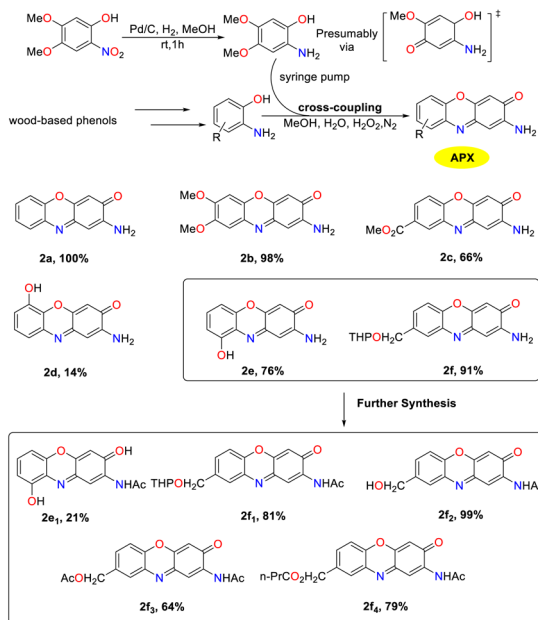 OH
MeO
MeO
NO2
Pd/C, H2, MeOH
rt,1h
OH
MeO
MeO
NH2
Presumably
via
OH
MeO
O
NH2
‡
syringe pump
wood-based phenols
OH
NH2
R
cross-coupling
MeOH, H2O, H2O2,N2
O
O
N
NH2
R
APX
O
O
N
NH2
2a, 100%
MeO
O
O
MeO
N
NH2
2b, 98%
O
O
MeO2C
N
NH2
2c, 66%
OH
O
O
N
NH2
2d, 14%
O
O
N
NH2
OH
2e, 76%
O
O
THPOH2C
N
NH2
2f, 91%
Further Synthesis
O
OH
N
NHAc
HO
2e1, 21%
O
O
THPOH2C
N
NHAc
2f1, 81%
O
O
HOH2C
N
NHAc
2f2, 99%
O
O
AcOH2C
N
NHAc
2f3, 64%
O
O
n-PrCO2H2C
N
NHAc
2f4, 79%